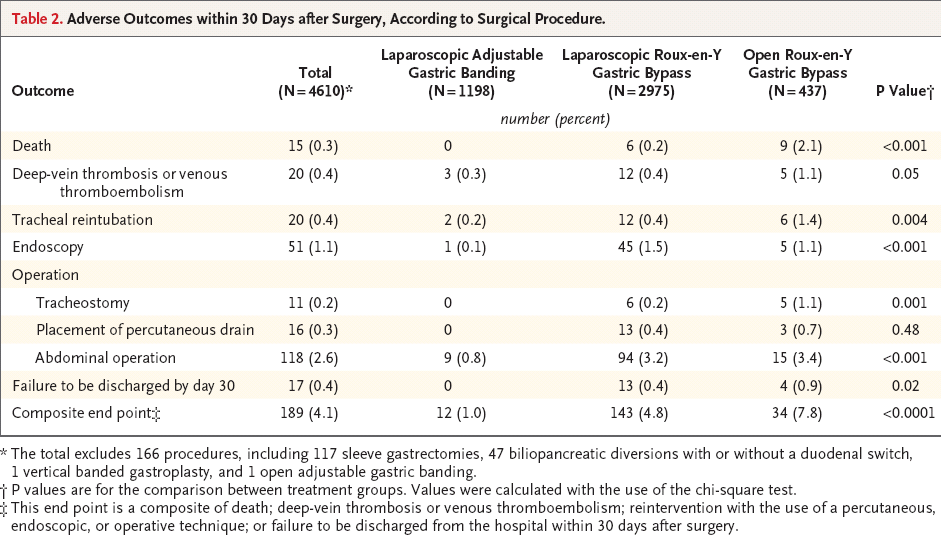 Table 2. Adverse Outcomes within 30 Days after Surgery, According to Surgical Procedure.
Outcome Total (N = 4610)* Laparoscopic Adjustable Gastric Banding (N = 1198) Laparoscopic Roux-en-Y Gastric Bypass (N = 2975) Open Roux-en-Y Gastric Bypass (N = 437) P Value†
number (percent)
Death 15 (0.3) 0 6 (0.2) 9 (2.1) <0.001
Deep-vein thrombosis or venous thromboembolism 20 (0.4) 3 (0.3) 12 (0.4) 5 (1.1) 0.05
Tracheal reintubation 20 (0.4) 2 (0.2) 12 (0.4) 6 (1.4) 0.004
Endoscopy 51 (1.1) 1 (0.1) 45 (1.5) 5 (1.1) <0.001
Operation
Tracheostomy 11 (0.2) 0 6 (0.2) 5 (1.1) 0.001
Placement of percutaneous drain 16 (0.3) 0 13 (0.4) 3 (0.7) 0.48
Abdominal operation 118 (2.6) 9 (0.8) 94 (3.2) 15 (3.4) <0.001
Failure to be discharged by day 30 17 (0.4) 0 13 (0.4) 4 (0.9) 0.02
Composite end point‡ 189 (4.1) 12 (1.0) 143 (4.8) 34 (7.8) <0.0001
* The total excludes 166 procedures, including 117 sleeve gastrectomies, 47 biliopancreatic diversions with or without a duodenal switch,
1 vertical banded gastroplasty, and 1 open adjustable gastric banding.
† P values are for the comparison between treatment groups. Values were calculated with the use of the chi-square test.
‡ This end point is a composite of death; deep-vein thrombosis or venous thromboembolism; reintervention with the use of a percutaneous,
endoscopic, or operative technique; or failure to be discharged from the hospital within 30 days after surgery.